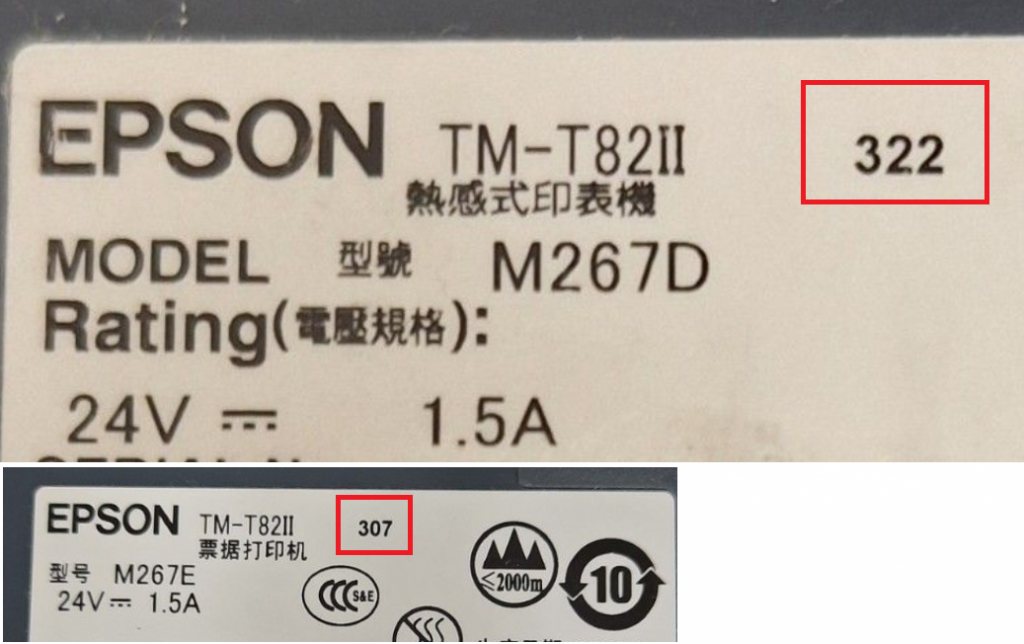 EPSON TM-T82II 322
熱感式印表機
MODEL 型號 M267D
Rating(電壓規格):
24V 1.5A
EPSON TM-T82II 307
票据打印机
型号 M267E
24V 1.5A
CCC S&E
≤2000m
10